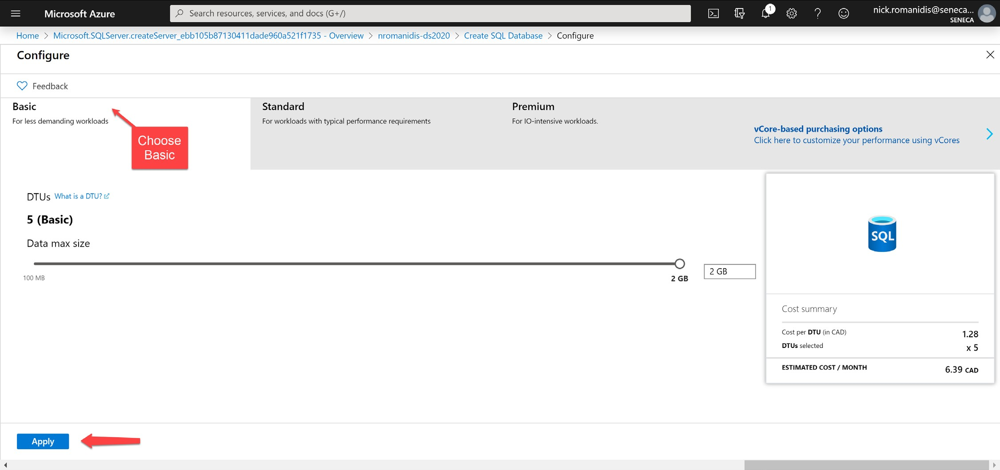 Microsoft Azure
Search resources, services, and docs (G+/)
1
nick.romanidis@seneca...
SENECA
Home > Microsoft.SQLServer.createServer_ebb105b87130411dade960a521f1735 - Overview > nromanidis-ds2020 > Create SQL Database > Configure
Configure
Feedback
Basic
For less demanding workloads
Choose
Basic
Standard
For workloads with typical performance requirements
Premium
For IO-intensive workloads.
vCore-based purchasing options
Click here to customize your performance using vCores
DTUs What is a DTU?
5 (Basic)
Data max size
100 MB
2 GB
2 GB
SQL
Cost summary
Cost per DTU (in CAD) 1.28
DTUs selected x 5
ESTIMATED COST / MONTH 6.39 CAD
Apply